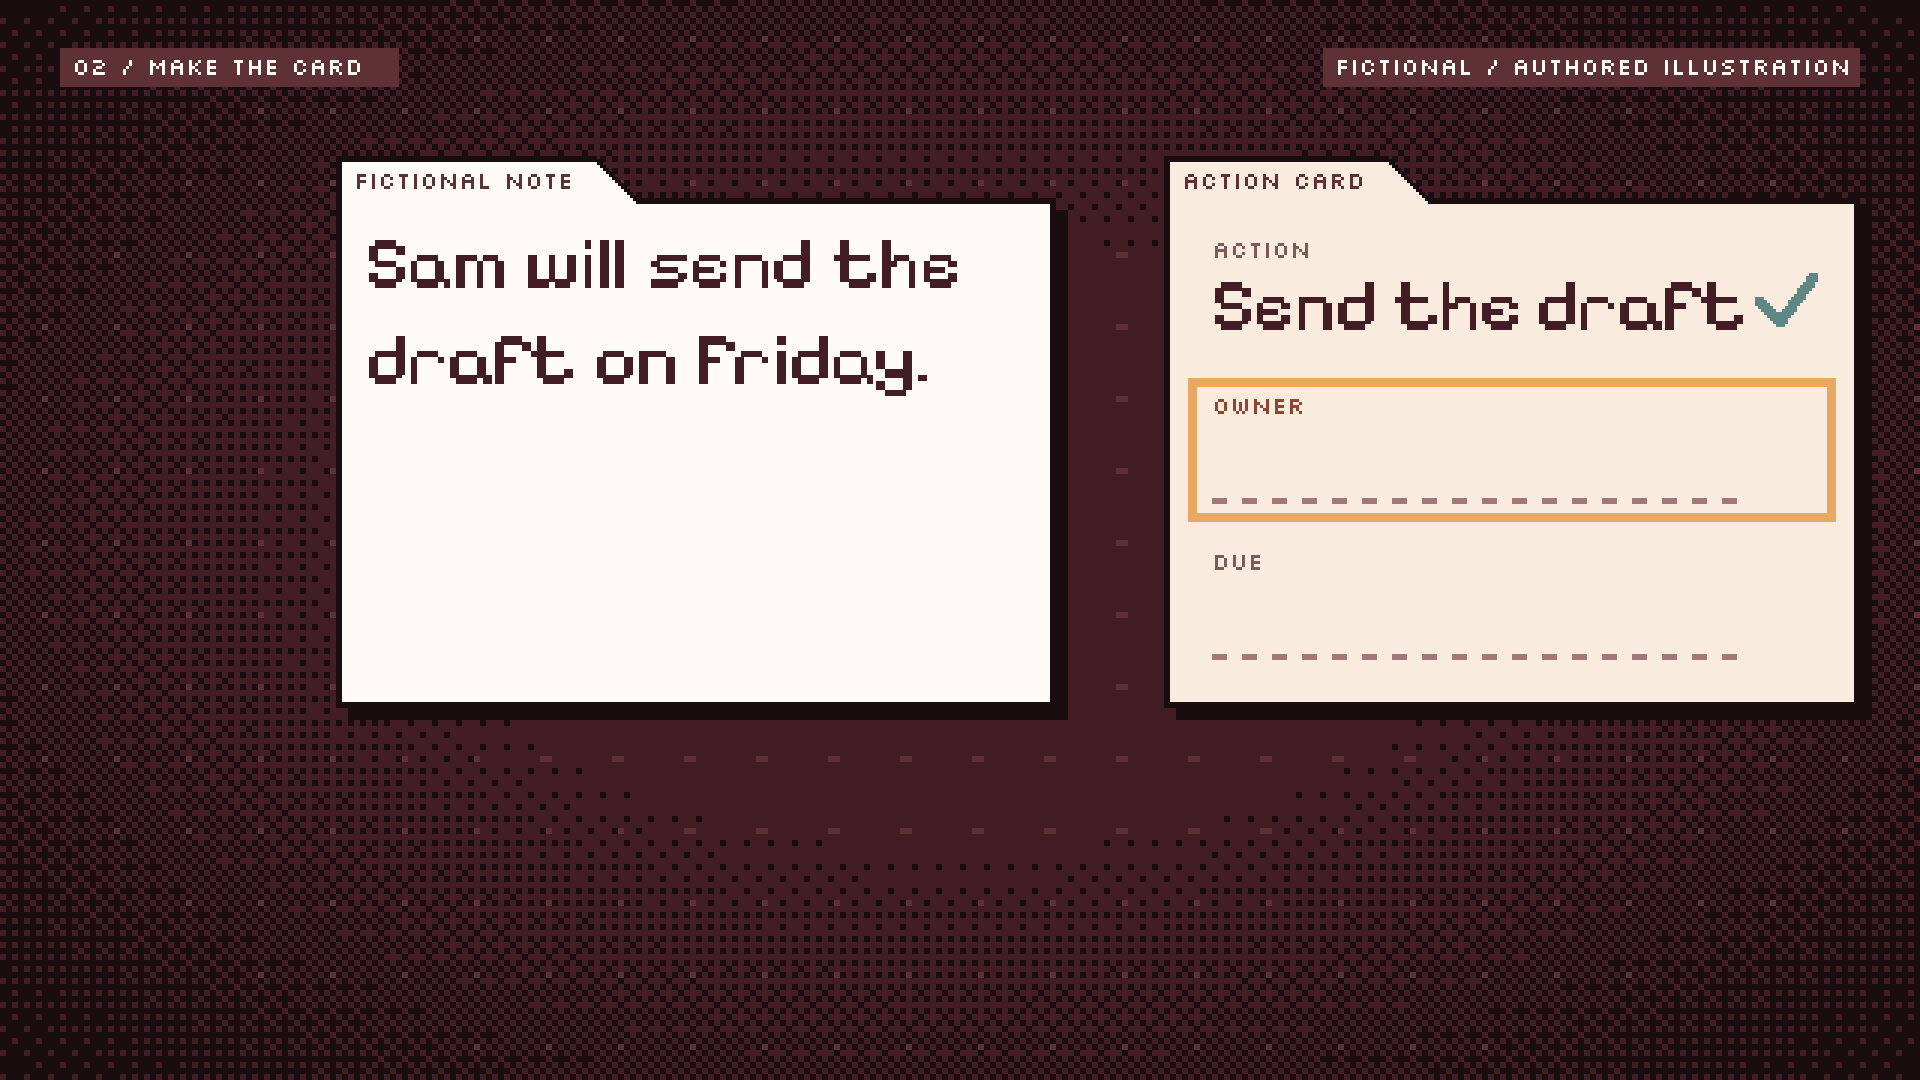 02 / MAKE THE CARD
FICTIONAL / AUTHORED ILLUSTRATION
FICTIONAL NOTE
Sam will send the
draft on Friday.
ACTION CARD
ACTION
Send the draft
OWNER
DUE